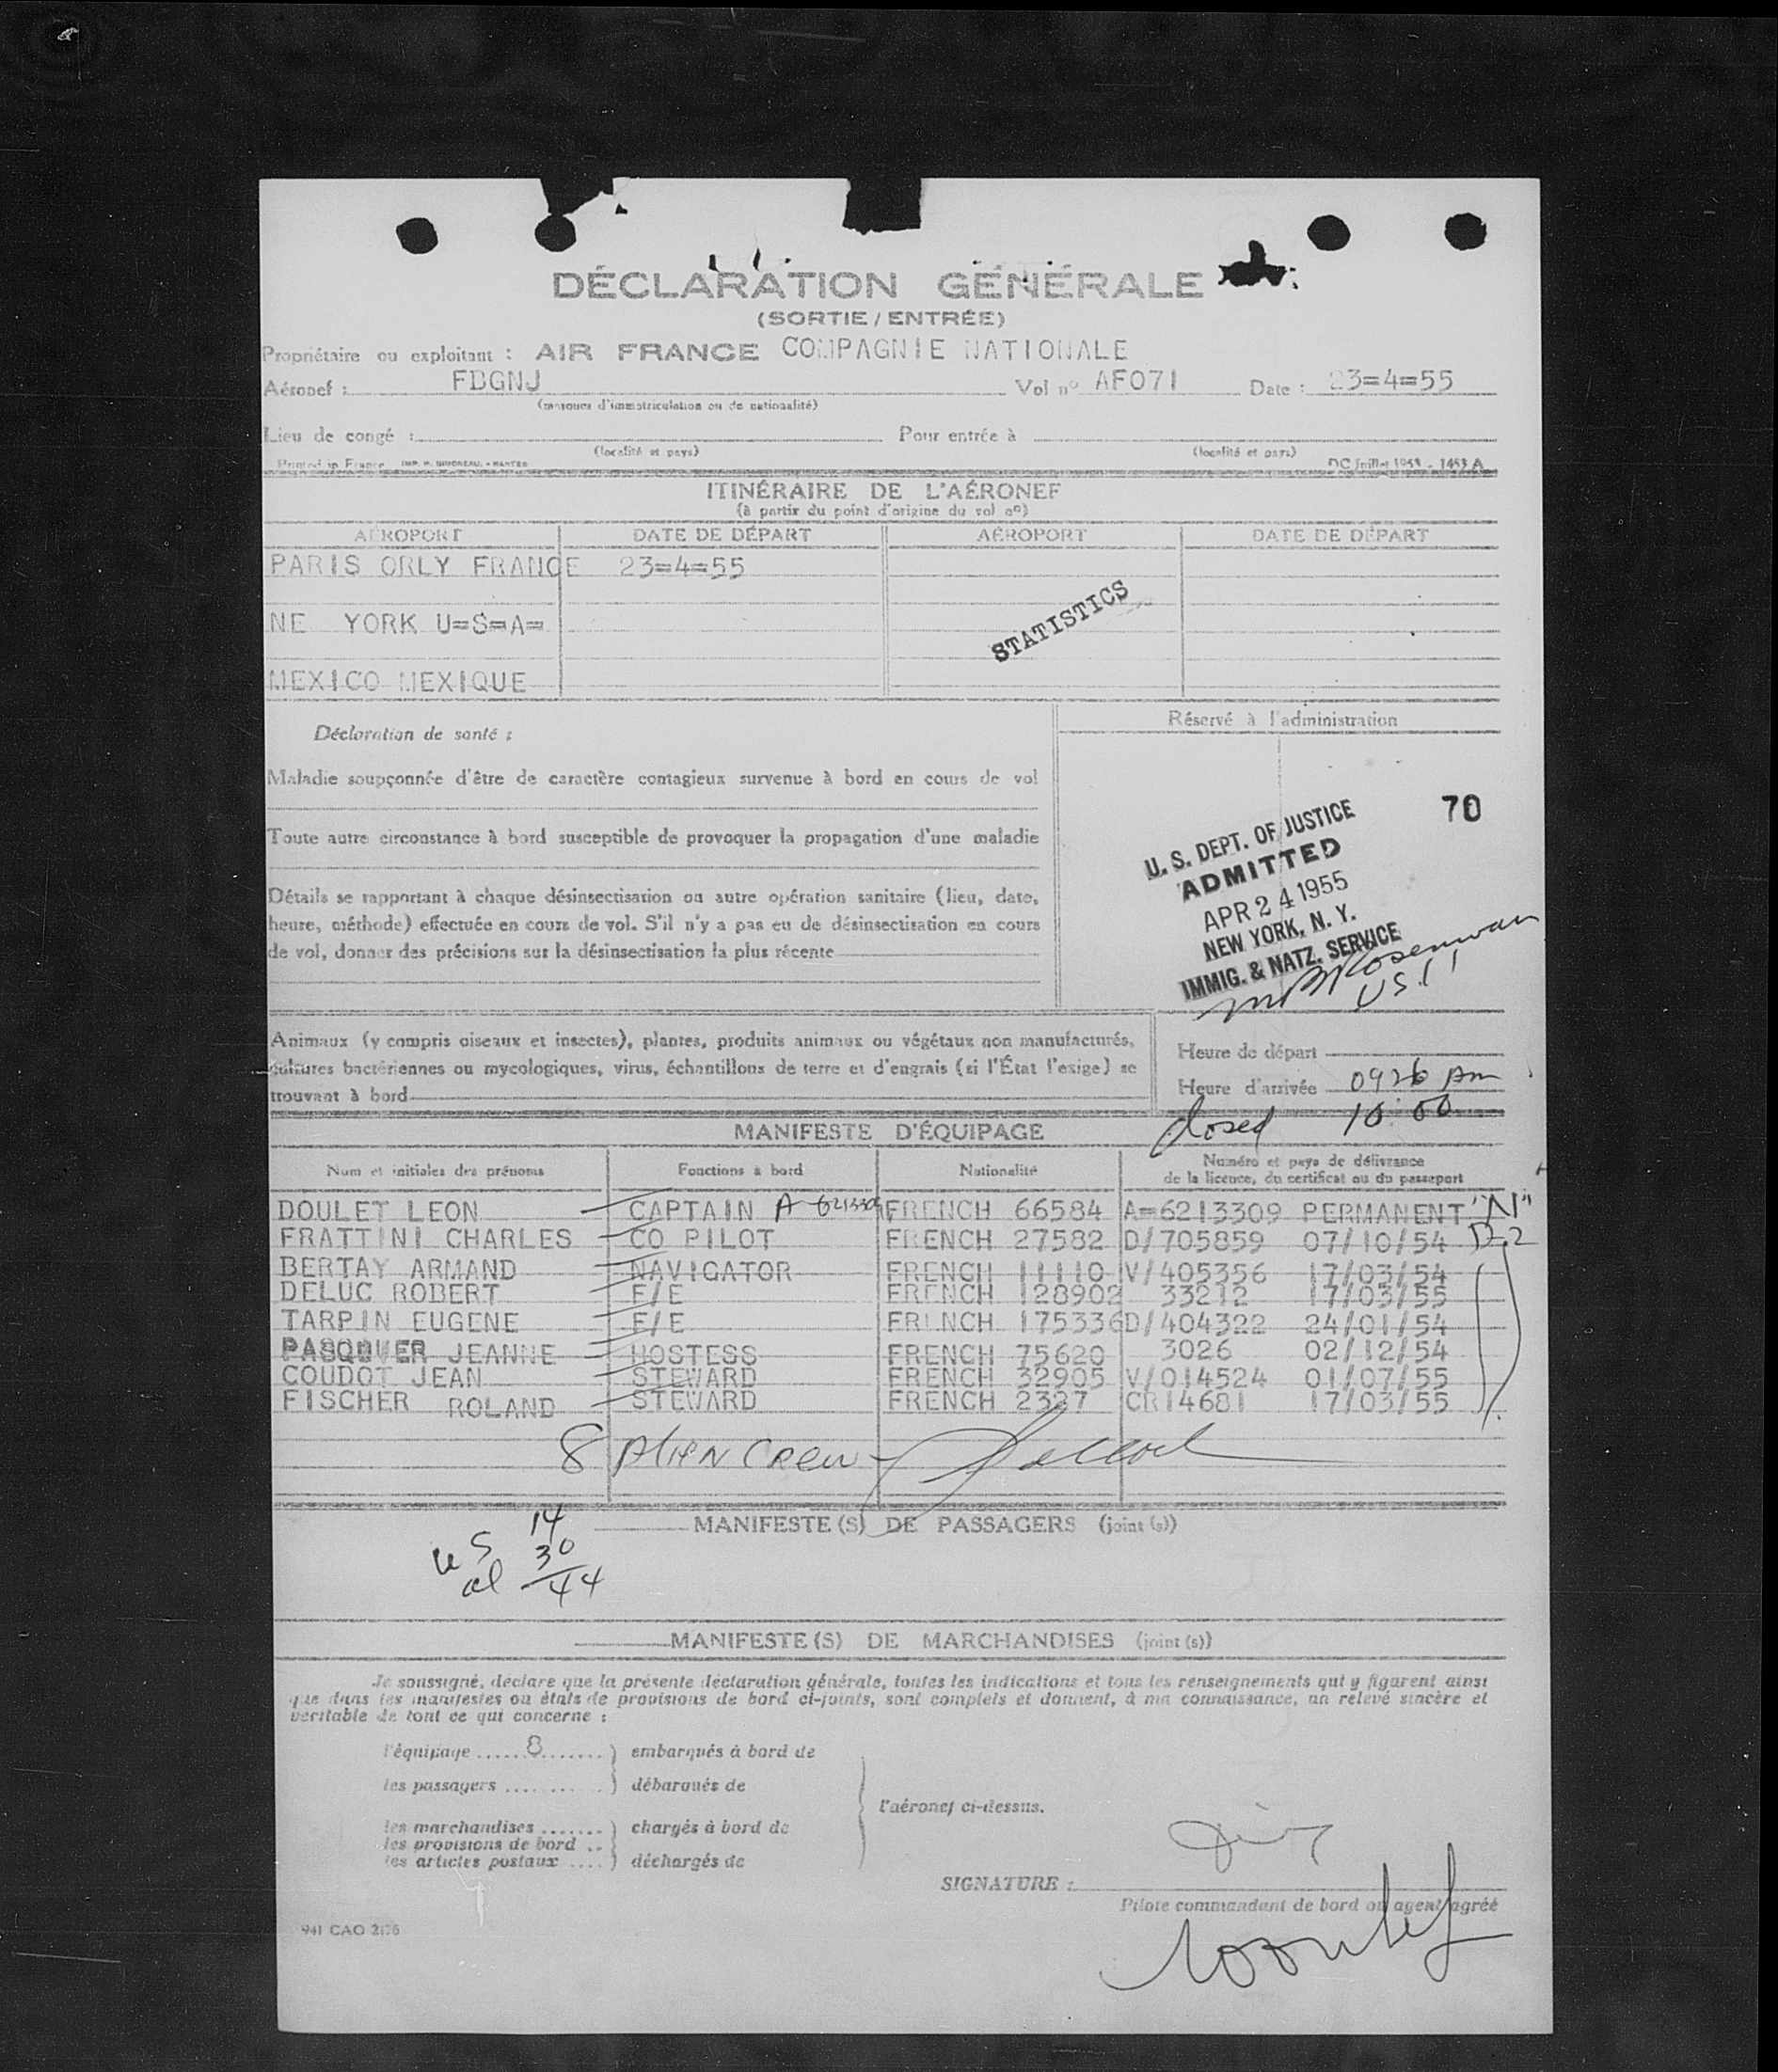 DÉCLARATION GÉNÉRALE
(SORTIE / ENTRÉE)
Propriétaire ou exploitant : AIR FRANCE COMPAGNIE NATIONALE
Aéronef : FBGNJ Vol nº AF071 Date : 23=4=55
(marques d'immatriculation ou de nationalité)
Lieu de congé : Pour entrée à
(localité et pays) (localité et pays)
Printed in France DC Juillet 1953 - 1453 A
ITINÉRAIRE DE L'AÉRONEF
(à partir du point d'origine du vol nº)
AÉROPORT DATE DE DÉPART AÉROPORT DATE DE DÉPART
PARIS ORLY FRANCE 23=4=55
NE YORK U=S=A=
STATISTICS
MEXICO MEXIQUE
Réservé à l'administration
Déclaration de santé :
Maladie soupçonnée d'être de caractère contagieux survenue à bord en cours de vol
Toute autre circonstance à bord susceptible de provoquer la propagation d'une maladie
Détails se rapportant à chaque désinsectisation ou autre opération sanitaire (lieu, date,
heure, méthode) effectuée en cours de vol. S'il n'y a pas eu de désinsectisation en cours
de vol, donner des précisions sur la désinsectisation la plus récente
70
U. S. DEPT. OF JUSTICE
ADMITTED
APR 24 1955
NEW YORK, N. Y.
IMMIG. & NATZ. SERVICE
Animaux (y compris oiseaux et insectes), plantes, produits animaux ou végétaux non manufacturés,
cultures bactériennes ou mycologiques, virus, échantillons de terre et d'engrais (si l'État l'exige) se
trouvant à bord
Heure de départ
Heure d'arrivée 0926 am
closed 10:00
MANIFESTE D'ÉQUIPAGE
Nom et initiales des prénoms Fonctions à bord Nationalité Numéro et pays de délivrance
de la licence, du certificat ou du passeport
DOULET LEON CAPTAIN A 6213309 FRENCH 66584 A=6213309 PERMANENT "N"
FRATTINI CHARLES CO PILOT FRENCH 27582 D/705859 07/10/54 D-2
BERTAY ARMAND NAVIGATOR FRENCH 11110 V/405356 17/03/54
DELUC ROBERT F/E FRENCH 128902 33212 17/03/55
TARPIN EUGENE F/E FRENCH 175336 D/404322 24/01/54
PASQUIER JEANNE HOSTESS FRENCH 75620 3026 02/12/54
COUDOT JEAN STEWARD FRENCH 32905 V/014524 01/07/55
FISCHER ROLAND STEWARD FRENCH 2327 CR14681 17/03/55
8 Alien Crew
MANIFESTE(S) DE PASSAGERS (joint(s))
US 14
al 30
44
MANIFESTE(S) DE MARCHANDISES (joint(s))
Je soussigné, déclare que la présente déclaration générale, toutes les indications et tous les renseignements qui y figurent ainsi
que dans les manifestes ou états de provisions de bord ci-joints, sont complets et donnent, à ma connaissance, un relevé sincère et
véritable de tout ce qui concerne :
l'équipage ...... 8 ....... ) embarqués à bord de
les passagers .......... ) débarqués de
l'aéronef ci-dessus.
les marchandises ....... ) chargés à bord de
les provisions de bord ..
les articles postaux .... ) déchargés de
SIGNATURE :
Pilote commandant de bord ou agent agréé
941 CAO